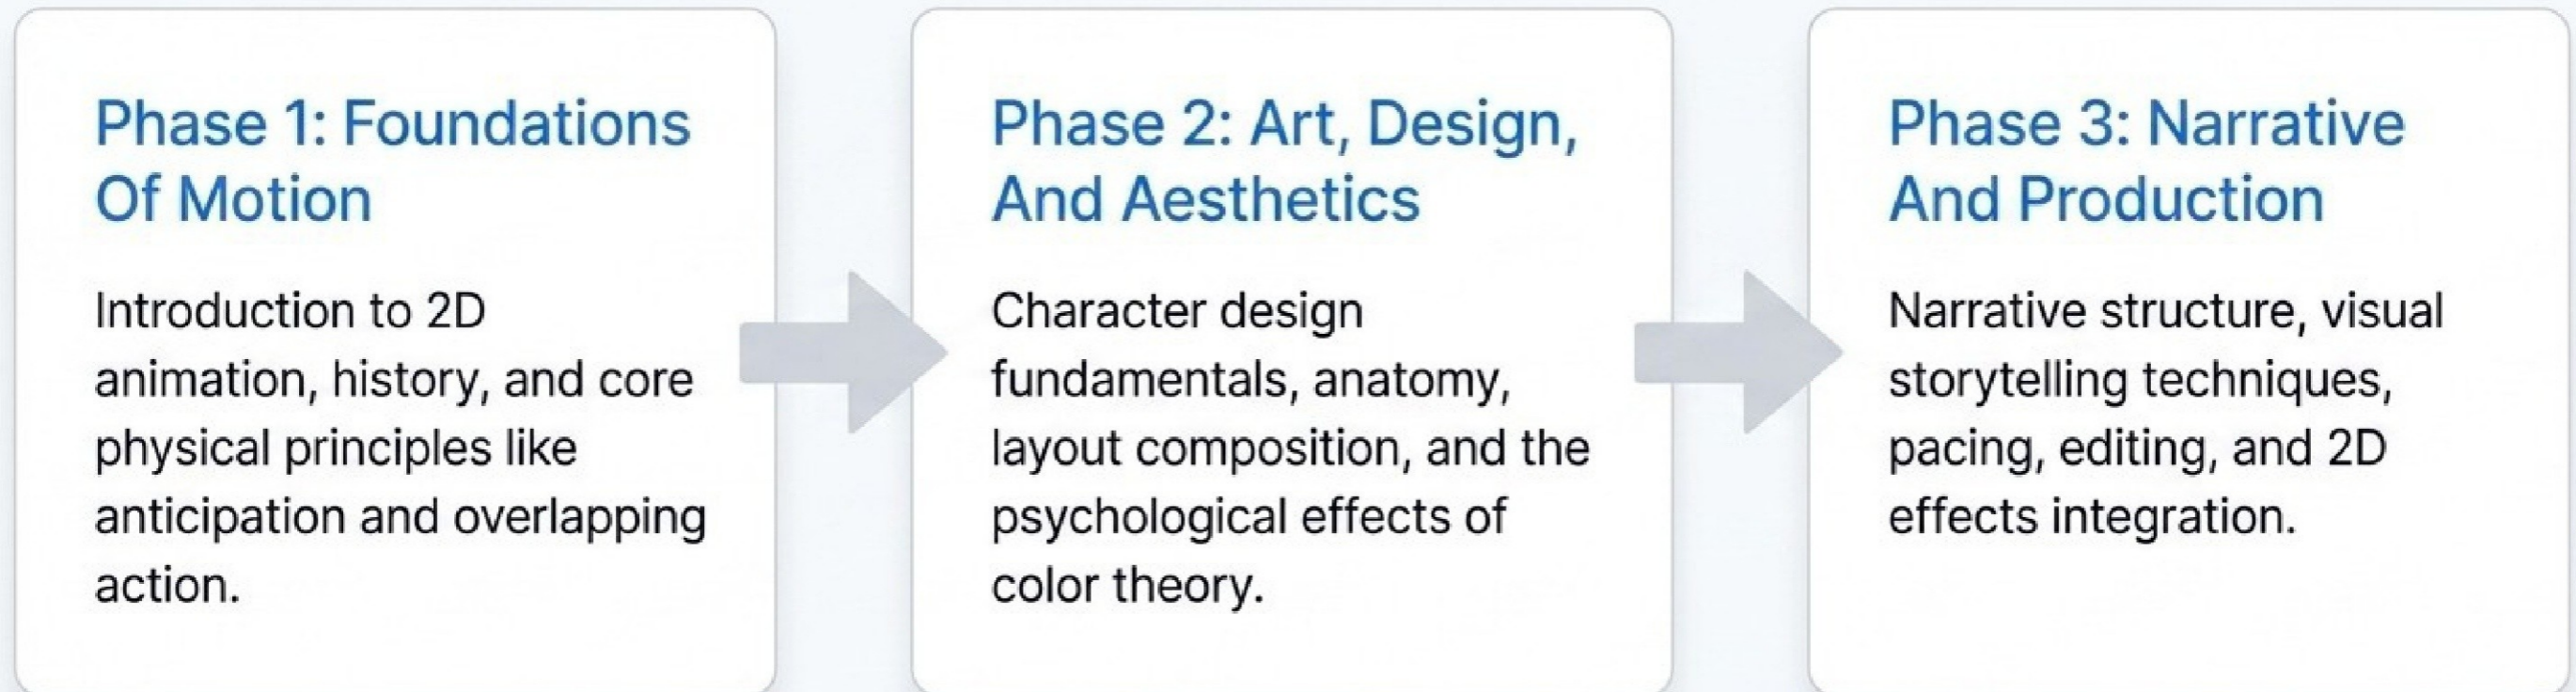 Phase 1: Foundations
Of Motion
Introduction to 2D
animation, history, and core
physical principles like
anticipation and overlapping
action.
Phase 2: Art, Design,
And Aesthetics
Character design
fundamentals, anatomy,
layout composition, and the
psychological effects of
color theory.
Phase 3: Narrative
And Production
Narrative structure, visual
storytelling techniques,
pacing, editing, and 2D
effects integration.